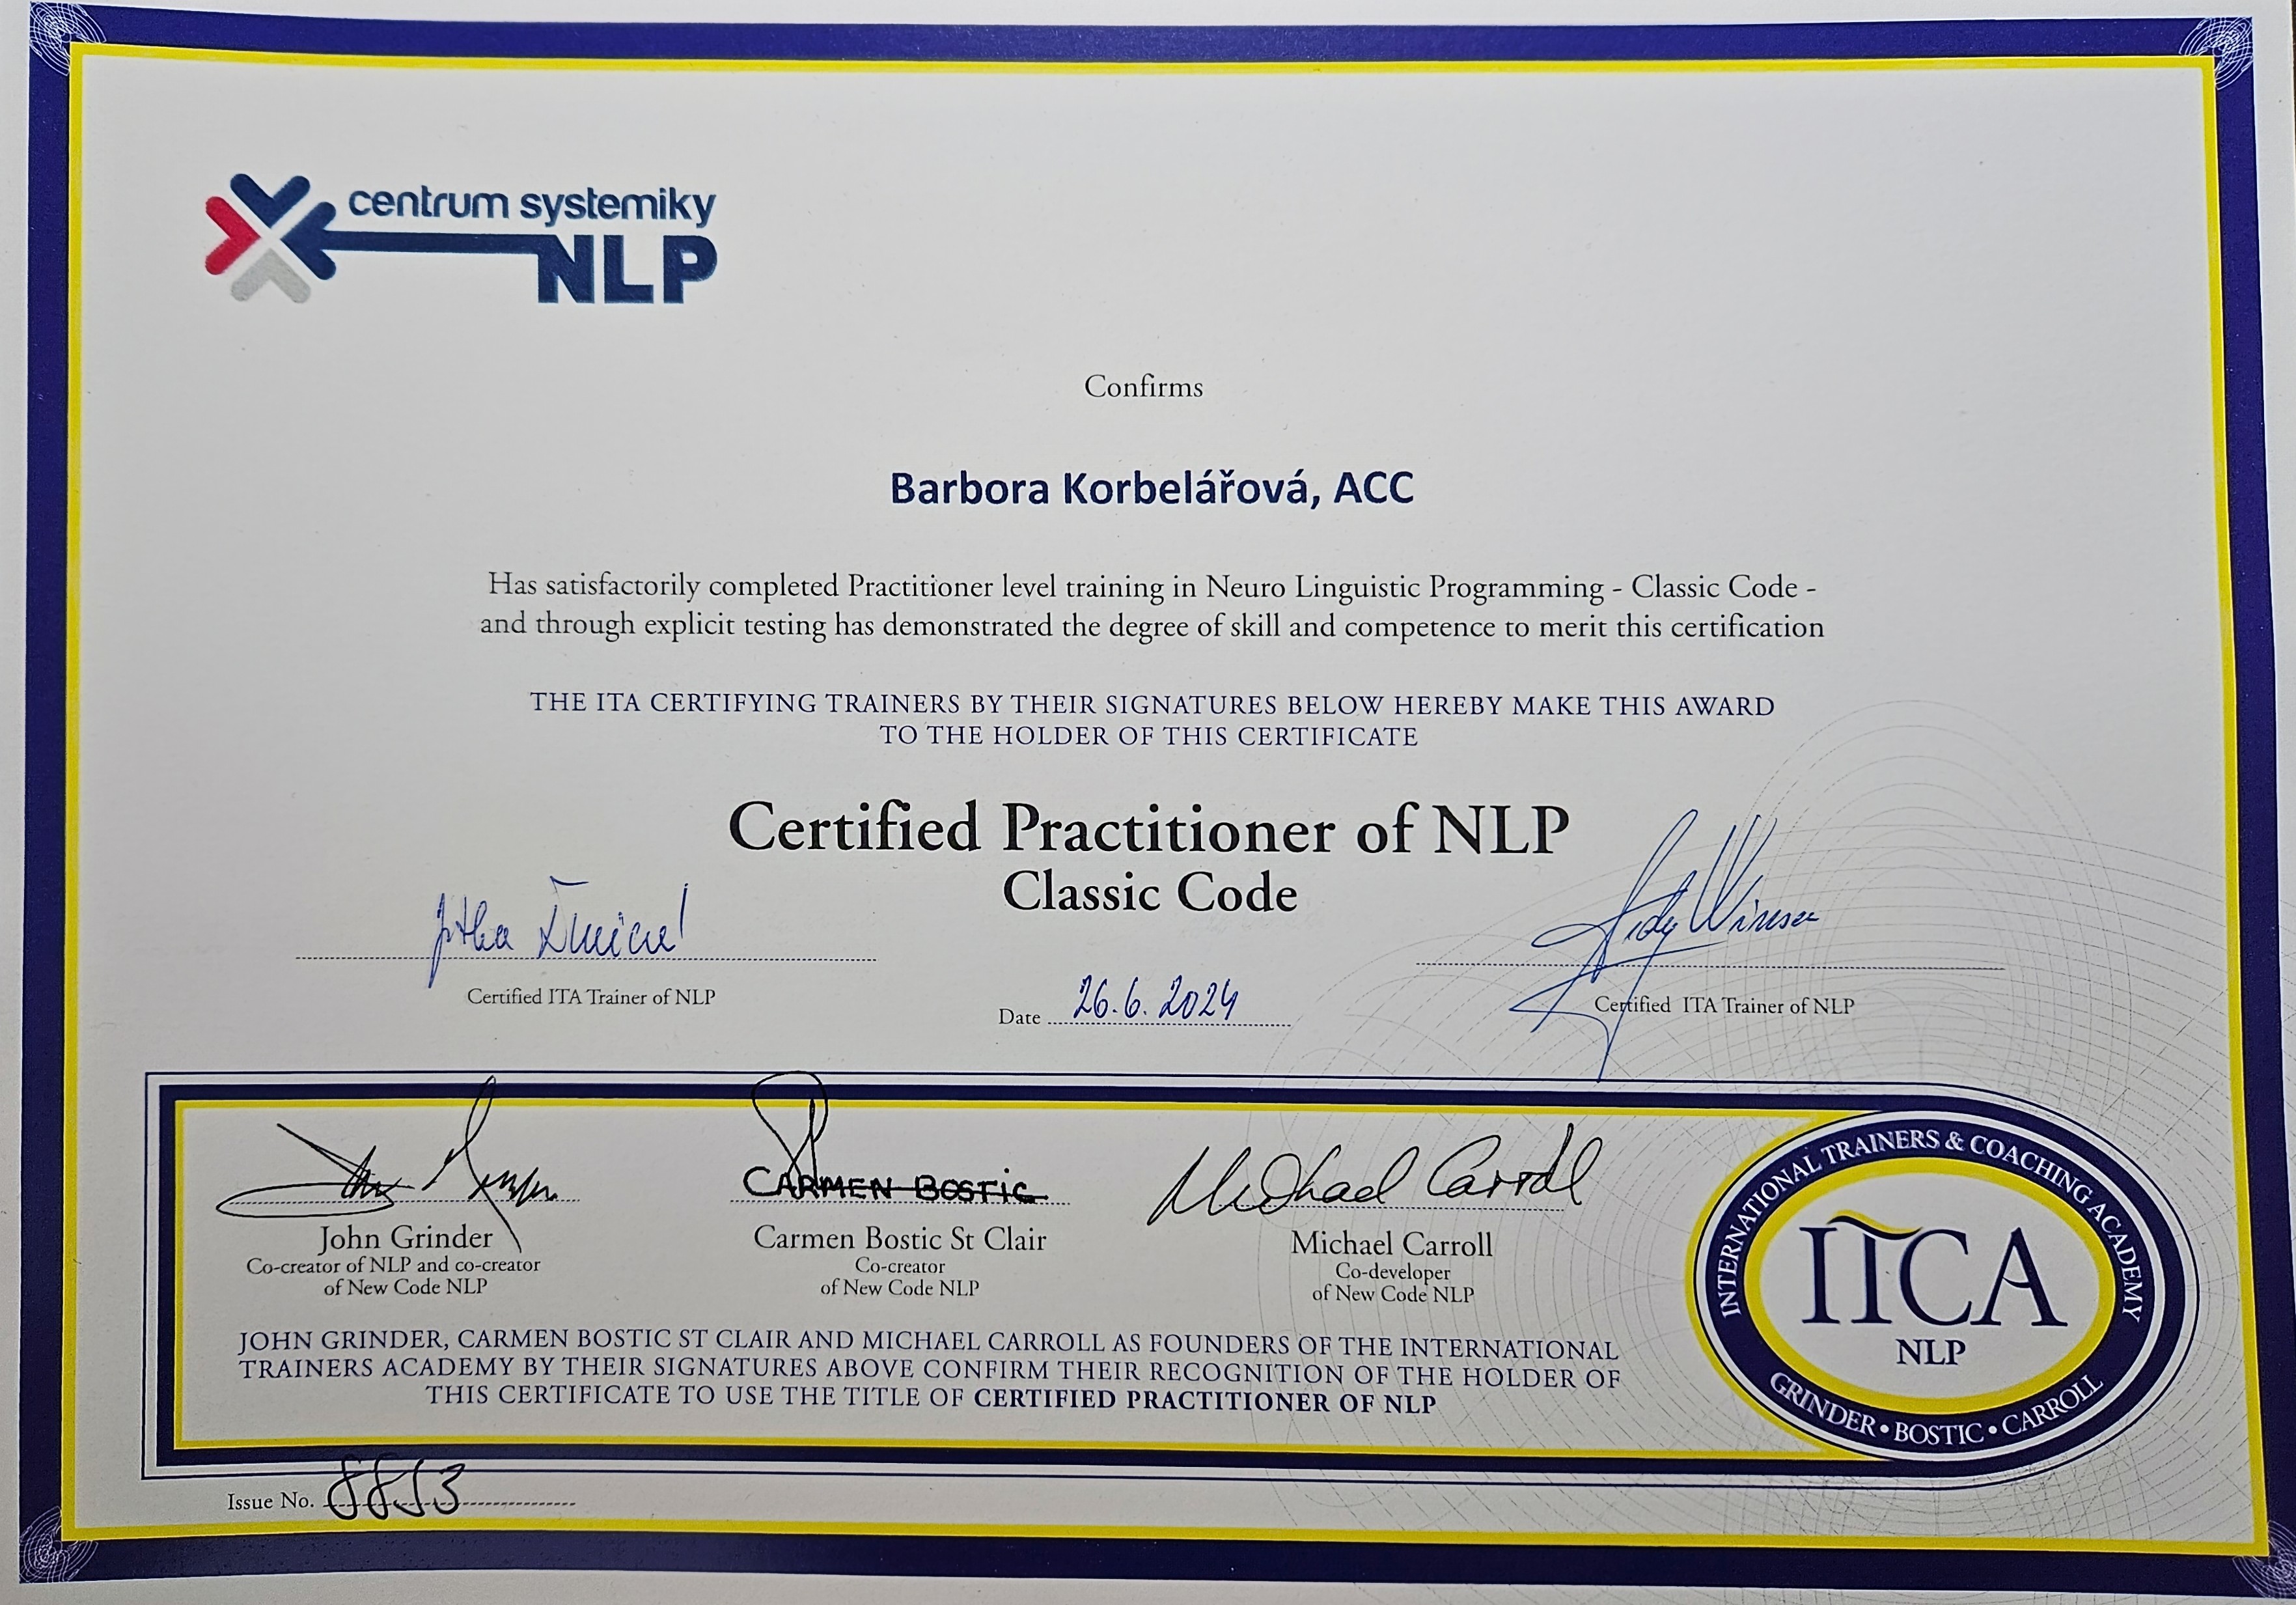 centrum systemiky
NLP
Confirms
Barbora Korbelářová, ACC
Has satisfactorily completed Practitioner level training in Neuro Linguistic Programming - Classic Code -
and through explicit testing has demonstrated the degree of skill and competence to merit this certification
THE ITA CERTIFYING TRAINERS BY THEIR SIGNATURES BELOW HEREBY MAKE THIS AWARD
TO THE HOLDER OF THIS CERTIFICATE
Certified Practitioner of NLP
Classic Code
Certified ITA Trainer of NLP
Date 26.6.2024
Certified ITA Trainer of NLP
CARMEN BOSTIC
Michael Carroll
John Grinder
Co-creator of NLP and co-creator
of New Code NLP
Carmen Bostic St Clair
Co-creator
of New Code NLP
Michael Carroll
Co-developer
of New Code NLP
JOHN GRINDER, CARMEN BOSTIC ST CLAIR AND MICHAEL CARROLL AS FOUNDERS OF THE INTERNATIONAL
TRAINERS ACADEMY BY THEIR SIGNATURES ABOVE CONFIRM THEIR RECOGNITION OF THE HOLDER OF
THIS CERTIFICATE TO USE THE TITLE OF CERTIFIED PRACTITIONER OF NLP
INTERNATIONAL TRAINERS & COACHING ACADEMY
ITCA
NLP
GRINDER • BOSTIC • CARROLL
Issue No. 8853